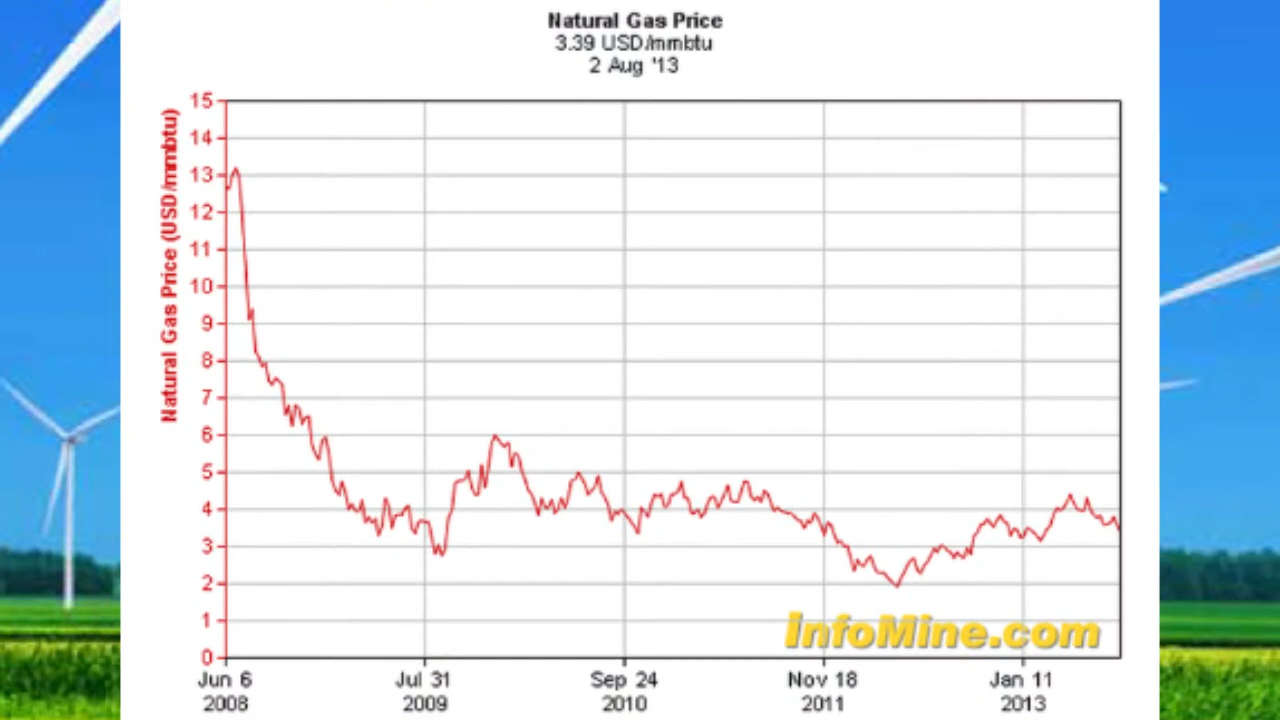 Natural Gas Price
3.39 USD/mmbtu
2 Aug '13
Natural Gas Price (USD/mmbtu)
15
14
13
12
11
10
9
8
7
6
5
4
3
2
1
0
InfoMine.com
Jun 6 Jul 31 Sep 24 Nov 18 Jan 11
2008 2009 2010 2011 2013